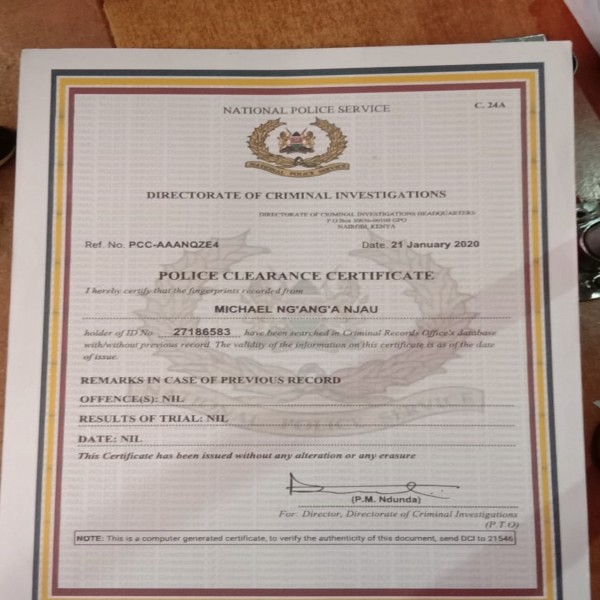 NATIONAL POLICE SERVICE
C. 24A
NATIONAL POLICE SERVICE
DIRECTORATE OF CRIMINAL INVESTIGATIONS
DIRECTORATE OF CRIMINAL INVESTIGATIONS HEADQUARTERS
P.O Box 30036-00100 GPO
NAIROBI, KENYA
Ref. No. PCC-AAANQZE4
Date. 21 January 2020
POLICE CLEARANCE CERTIFICATE
I hereby certify that the fingerprints recorded from
MICHAEL NG'ANG'A NJAU
holder of ID No. 27186583 have been searched in Criminal Records Office's database
with/without previous record. The validity of the information on this certificate is as of the date
of issue.
REMARKS IN CASE OF PREVIOUS RECORD
OFFENCE(S): NIL
RESULTS OF TRIAL: NIL
DATE: NIL
This Certificate has been issued without any alteration or any erasure
(P.M. Ndunda)
For: Director, Directorate of Criminal Investigations
(P.T.O)
NOTE: This is a computer generated certificate, to verify the authenticity of this document, send DCI to 21546